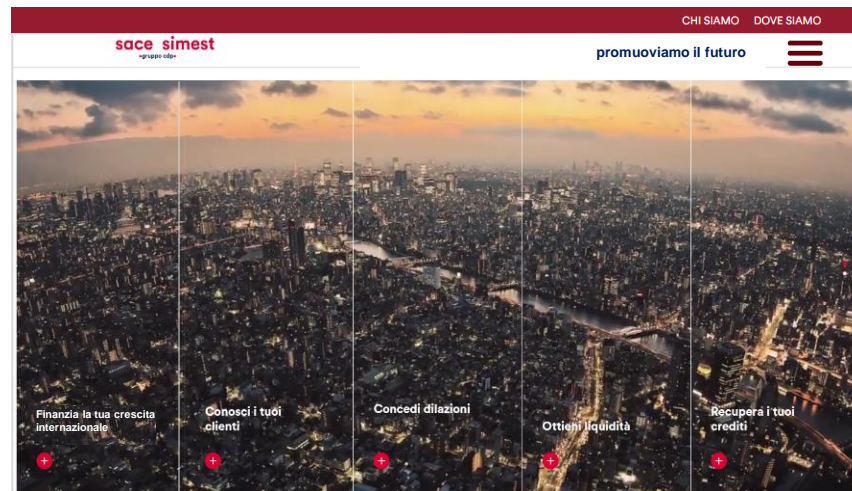 CHI SIAMO DOVE SIAMO
sace simest
gruppo cdp
promuoviamo il futuro
Finanzia la tua crescita
internazionale
Conosci i tuoi
clienti
Concedi dilazioni
Ottieni liquidità
Recupera i tuoi
crediti